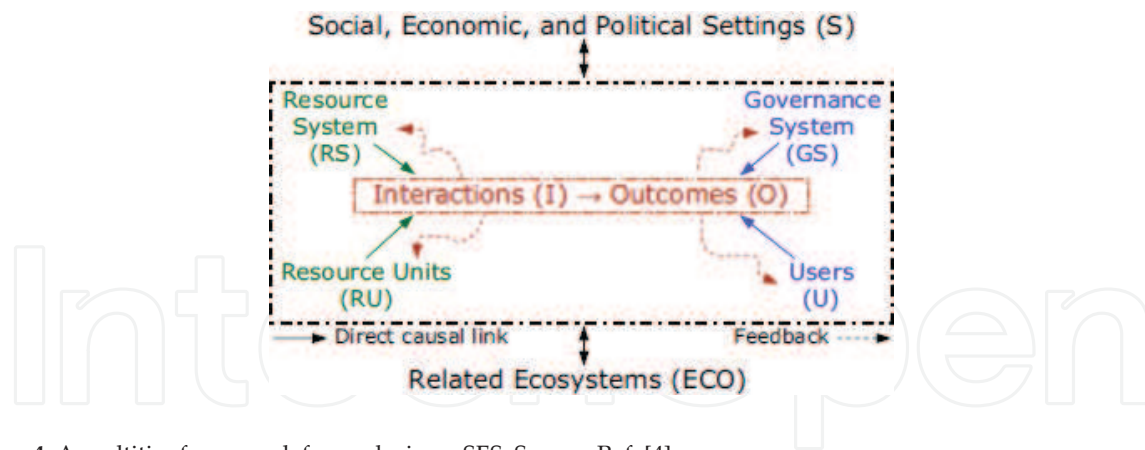 Social, Economic, and Political Settings (S)
Resource
System
(RS)
Governance
System
(GS)
Interactions (I) → Outcomes (O)
Resource Units
(RU)
Users
(U)
Direct causal link
Feedback
Related Ecosystems (ECO)
IntechOpen